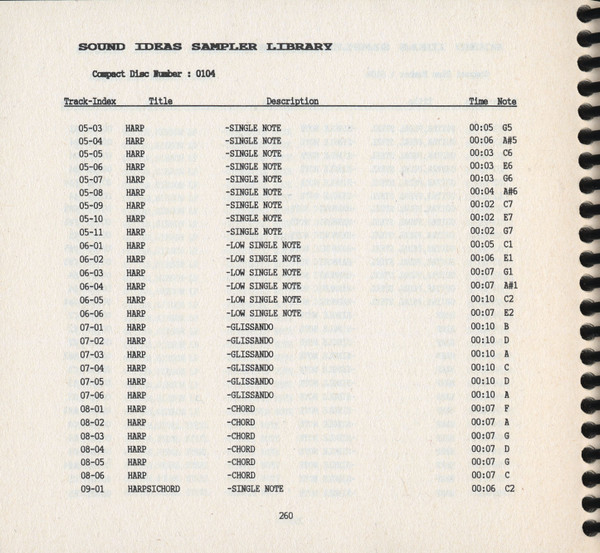 SOUND IDEAS SAMPLER LIBRARY
Compact Disc Number : 0104
Track-Index Title Description Time Note
05-03 HARP -SINGLE NOTE 00:05 G5
05-04 HARP -SINGLE NOTE 00:06 A#5
05-05 HARP -SINGLE NOTE 00:03 C6
05-06 HARP -SINGLE NOTE 00:03 E6
05-07 HARP -SINGLE NOTE 00:03 G6
05-08 HARP -SINGLE NOTE 00:04 A#6
05-09 HARP -SINGLE NOTE 00:02 C7
05-10 HARP -SINGLE NOTE 00:02 E7
05-11 HARP -SINGLE NOTE 00:02 G7
06-01 HARP -LOW SINGLE NOTE 00:05 C1
06-02 HARP -LOW SINGLE NOTE 00:06 E1
06-03 HARP -LOW SINGLE NOTE 00:07 G1
06-04 HARP -LOW SINGLE NOTE 00:07 A#1
06-05 HARP -LOW SINGLE NOTE 00:10 C2
06-06 HARP -LOW SINGLE NOTE 00:07 E2
07-01 HARP -GLISSANDO 00:10 B
07-02 HARP -GLISSANDO 00:10 D
07-03 HARP -GLISSANDO 00:10 A
07-04 HARP -GLISSANDO 00:10 C
07-05 HARP -GLISSANDO 00:10 D
07-06 HARP -GLISSANDO 00:10 A
08-01 HARP -CHORD 00:07 F
08-02 HARP -CHORD 00:07 A
08-03 HARP -CHORD 00:07 G
08-04 HARP -CHORD 00:07 D
08-05 HARP -CHORD 00:07 G
08-06 HARP -CHORD 00:07 C
09-01 HARPSICHORD -SINGLE NOTE 00:06 C2
260